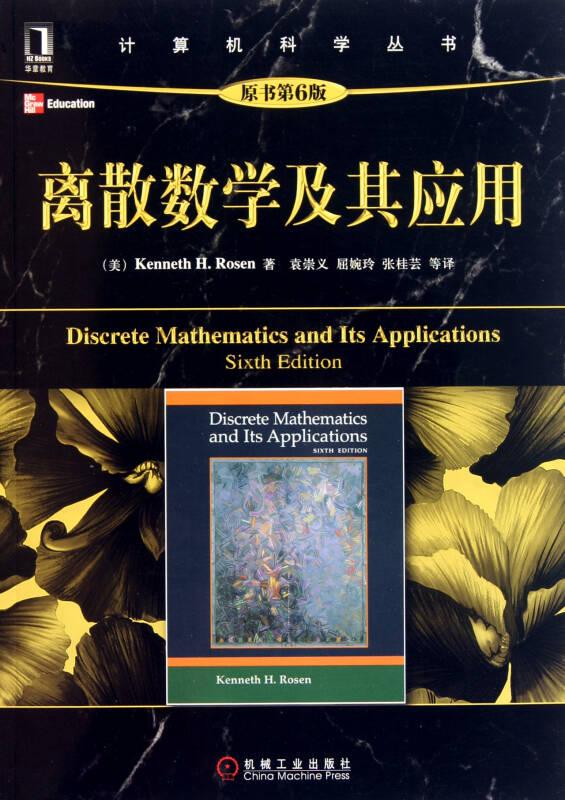 计算机科学丛书
HZ Books
华章教育
Mc
Graw
Hill
Education
原书第6版
离散数学及其应用
(美) Kenneth H. Rosen 著 袁崇义 屈婉玲 张桂芸 等译
Discrete Mathematics and Its Applications
Sixth Edition
Discrete Mathematics
and Its Applications
SIXTH EDITION
Kenneth H. Rosen
机械工业出版社
China Machine Press